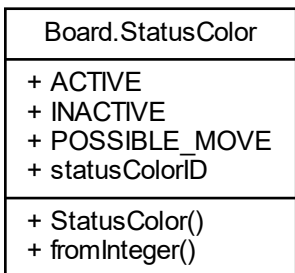 Board.StatusColor
+ ACTIVE
+ INACTIVE
+ POSSIBLE_MOVE
+ statusColorID
+ StatusColor()
+ fromInteger()